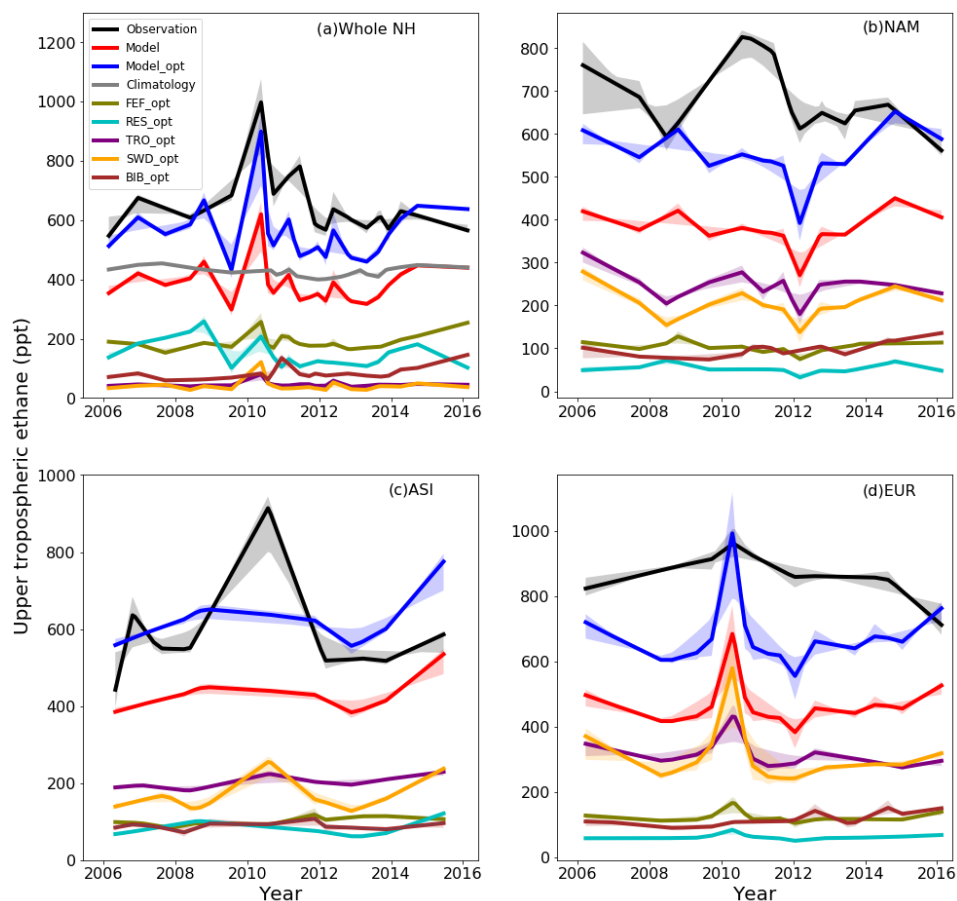 Upper tropospheric ethane (ppt)
(a)Whole NH
Observation
Model
Model_opt
Climatology
FEF_opt
RES_opt
TRO_opt
SWD_opt
BIB_opt
1200
1000
800
600
400
200
0
2006 2008 2010 2012 2014 2016
(b)NAM
800
700
600
500
400
300
200
100
0
2006 2008 2010 2012 2014 2016
(c)ASI
1000
800
600
400
200
0
2006 2008 2010 2012 2014 2016
Year
(d)EUR
1000
800
600
400
200
0
2006 2008 2010 2012 2014 2016
Year